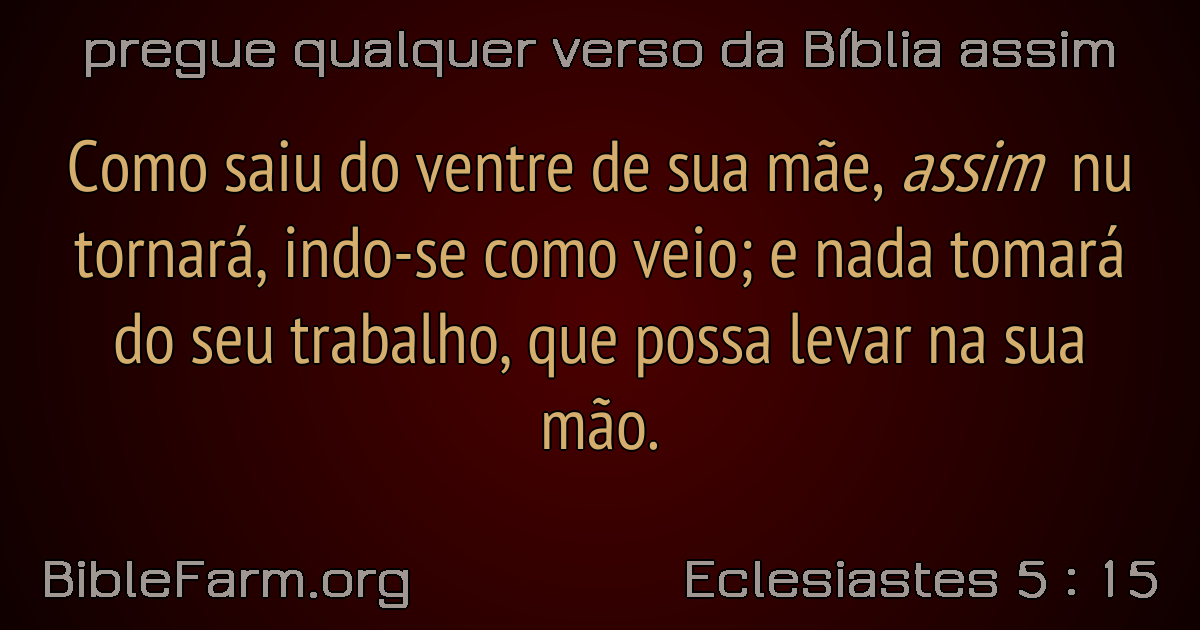 pregue qualquer verso da Bíblia assim
Como saiu do ventre de sua mãe, assim nu
tornará, indo-se como veio; e nada tomará
do seu trabalho, que possa levar na sua
mão.
BibleFarm.org
Eclesiastes 5 : 15